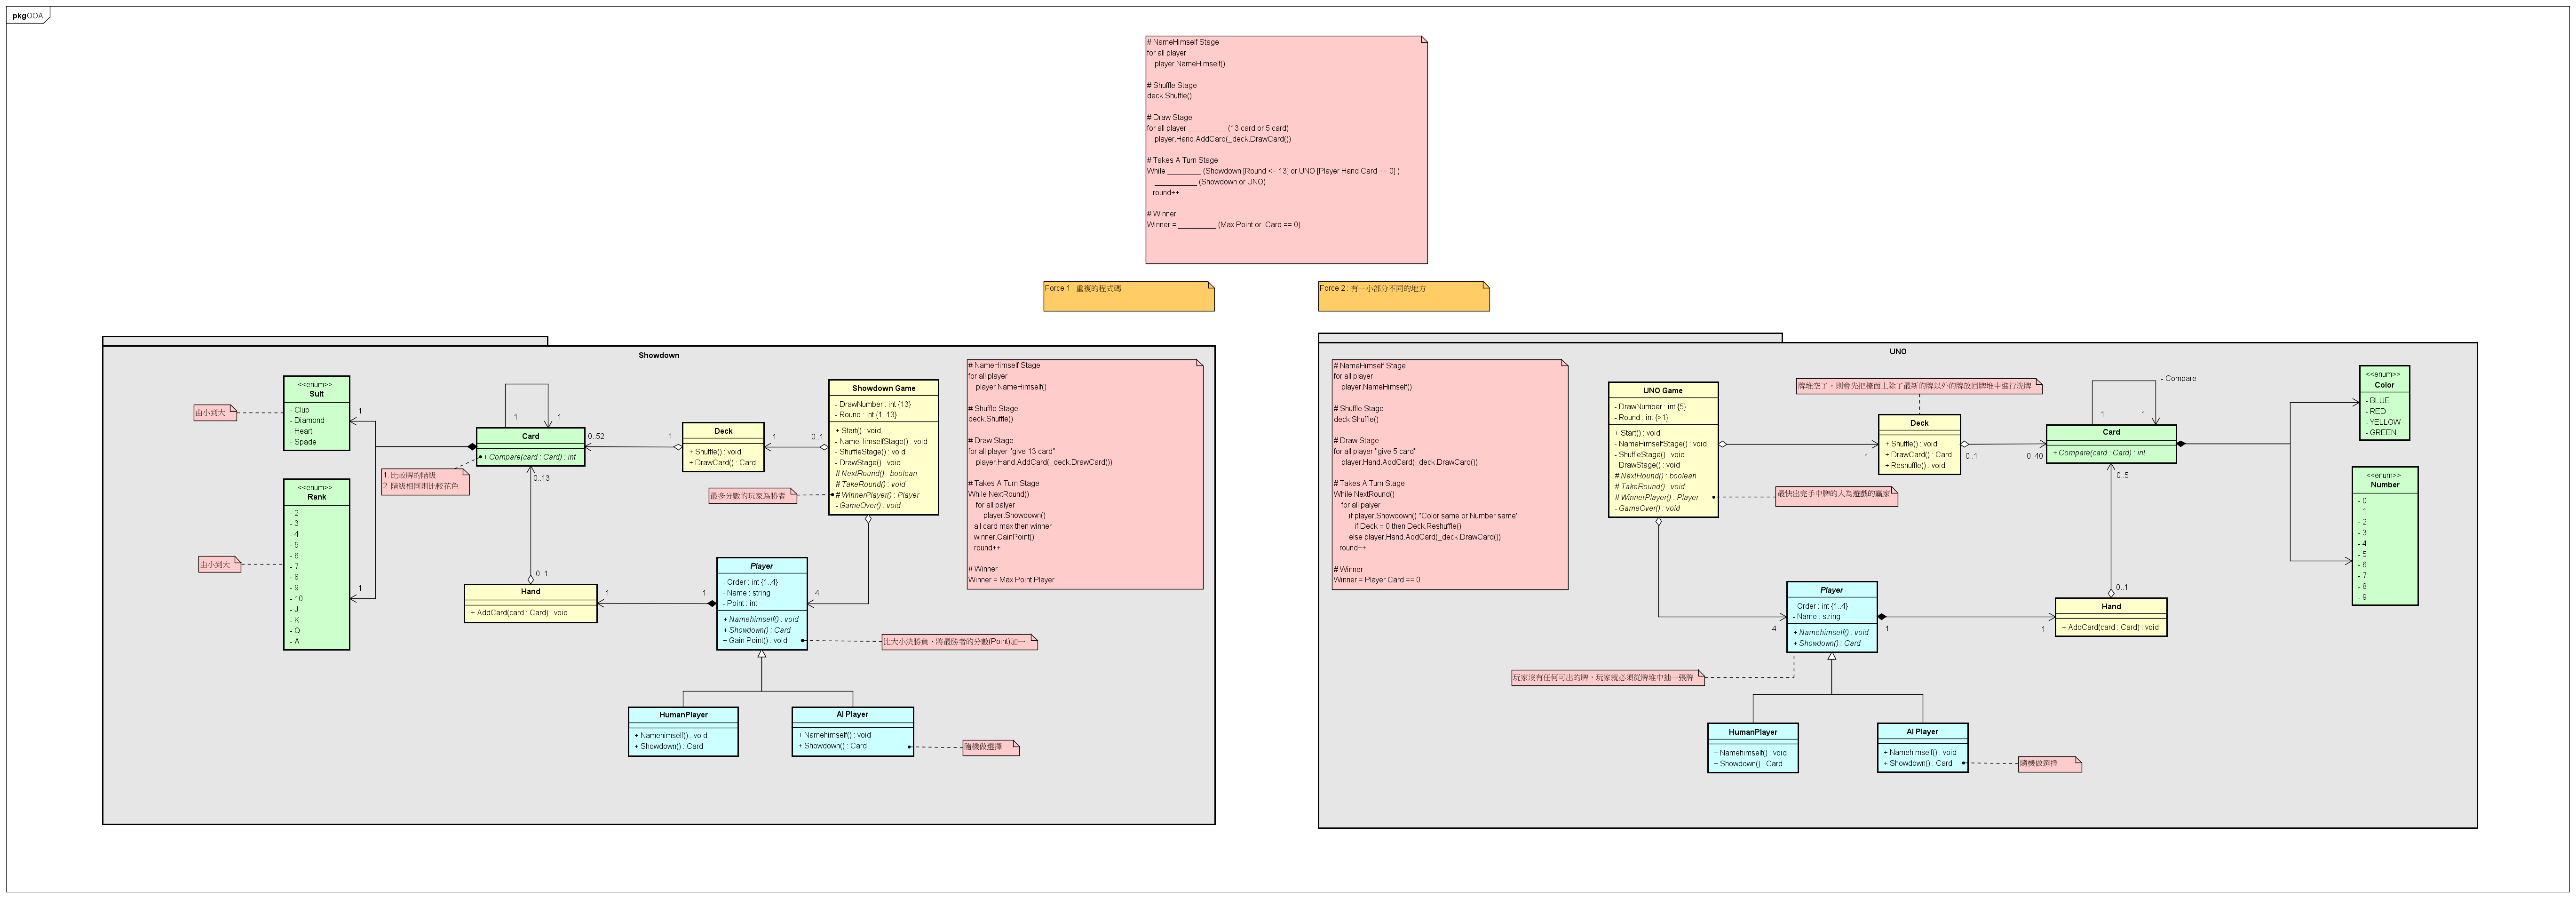 pkg OOA
# NameHimself Stage
for all player
player.NameHimself()
# Shuffle Stage
deck.Shuffle()
# Draw Stage
for all player __________ (13 card or 5 card)
player.Hand.AddCard(_deck.DrawCard())
# Takes A Turn Stage
While _________ (Showdown [Round <= 13] or UNO [Player Hand Card == 0] )
___________ (Showdown or UNO)
round++
# Winner
Winner = __________ (Max Point or  Card == 0)
Force 1 : 重複的程式碼
Force 2 : 有一小部分不同的地方
Showdown
<<enum>>
Suit
- Club
- Diamond
- Heart
- Spade
由小到大
<<enum>>
Rank
- 2
- 3
- 4
- 5
- 6
- 7
- 8
- 9
- 10
- J
- K
- Q
- A
由小到大
1
1
1
1
Card
+ Compare(card : Card) : int
1. 比較牌的階級
2. 階級相同則比較花色
0..52
1
0..13
0..1
Deck
+ Shuffle() : void
+ DrawCard() : Card
1
0..1
Showdown Game
- DrawNumber : int {13}
- Round : int {1..13}
+ Start() : void
- NameHimselfStage() : void
- ShuffleStage() : void
- DrawStage() : void
# NextRound() : boolean
# TakeRound() : void
# WinnerPlayer() : Player
- GameOver() : void
最多分數的玩家為勝者
Hand
+ AddCard(card : Card) : void
1
1
4
Player
- Order : int {1..4}
- Name : string
- Point : int
+ Namehimself() : void
+ Showdown() : Card
+ Gain Point() : void
比大小決勝負，將最勝者的分數(Point)加一
HumanPlayer
+ Namehimself() : void
+ Showdown() : Card
AI Player
+ Namehimself() : void
+ Showdown() : Card
隨機做選擇
# NameHimself Stage
for all player
player.NameHimself()
# Shuffle Stage
deck.Shuffle()
# Draw Stage
for all player "give 13 card"
player.Hand.AddCard(_deck.DrawCard())
# Takes A Turn Stage
While NextRound()
for all palyer
player.Showdown()
all card max then winner
winner.GainPoint()
round++
# Winner
Winner = Max Point Player
UNO
# NameHimself Stage
for all player
player.NameHimself()
# Shuffle Stage
deck.Shuffle()
# Draw Stage
for all player "give 5 card"
player.Hand.AddCard(_deck.DrawCard())
# Takes A Turn Stage
While NextRound()
for all palyer
if player.Showdown() "Color same or Number same"
if Deck = 0 then Deck.Reshuffle()
else player.Hand.AddCard(_deck.DrawCard())
round++
# Winner
Winner = Player Card == 0
UNO Game
- DrawNumber : int {5}
- Round : int {>1}
+ Start() : void
- NameHimselfStage() : void
- ShuffleStage() : void
- DrawStage() : void
# NextRound() : boolean
# TakeRound() : void
# WinnerPlayer() : Player
- GameOver() : void
最快出完手中牌的人為遊戲的贏家
牌堆空了，則會先把檯面上除了最新的牌以外的牌放回牌堆中進行洗牌
1
Deck
+ Shuffle() : void
+ DrawCard() : Card
+ Reshuffle() : void
0..1
0..40
- Compare
1
1
Card
+ Compare(card : Card) : int
0..5
0..1
<<enum>>
Color
- BLUE
- RED
- YELLOW
- GREEN
<<enum>>
Number
- 0
- 1
- 2
- 3
- 4
- 5
- 6
- 7
- 8
- 9
Player
- Order : int {1..4}
- Name : string
+ Namehimself() : void
+ Showdown() : Card
4
1
1
Hand
+ AddCard(card : Card) : void
玩家沒有任何可出的牌，玩家就必須從牌堆中抽一張牌
HumanPlayer
+ Namehimself() : void
+ Showdown() : Card
AI Player
+ Namehimself() : void
+ Showdown() : Card
隨機做選擇